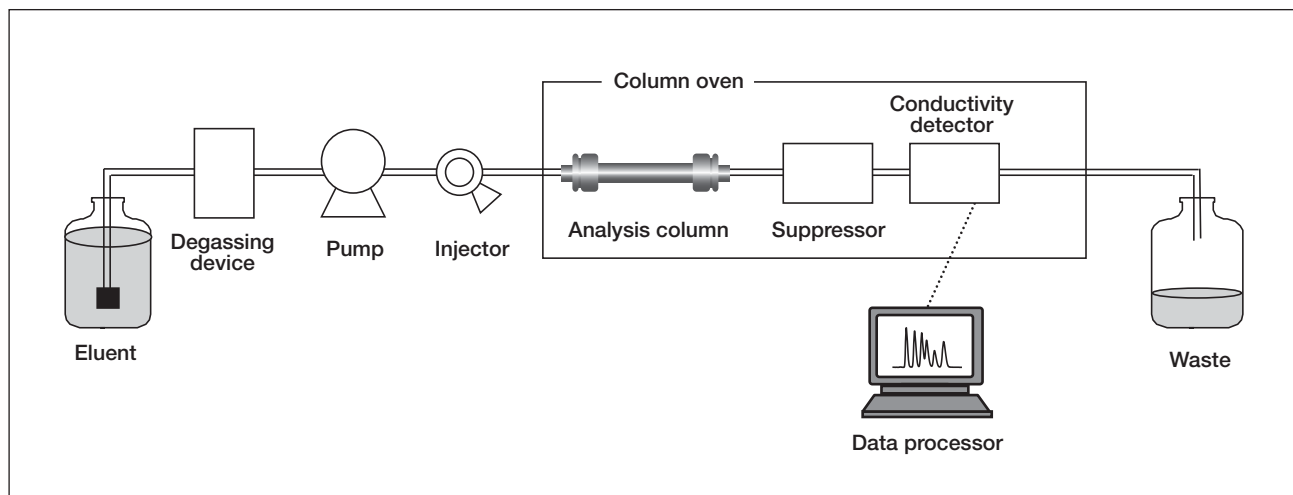 Column oven
Conductivity
detector
Degassing
device
Pump
Injector
Analysis column
Suppressor
Eluent
Waste
Data processor